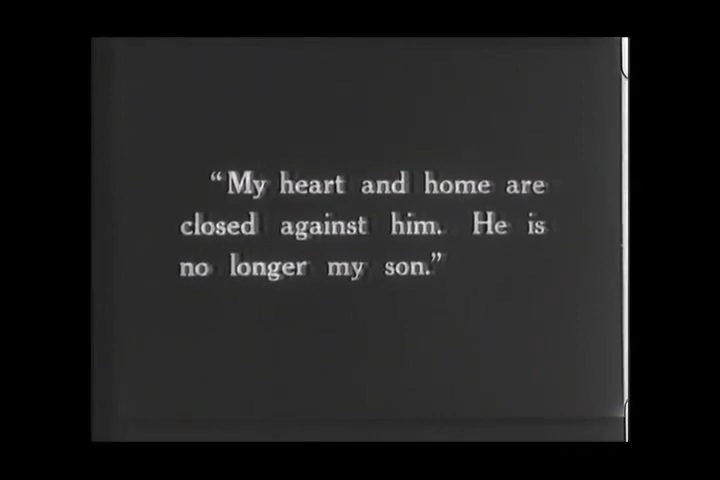 “My heart and home are
closed against him. He is
no longer my son.”